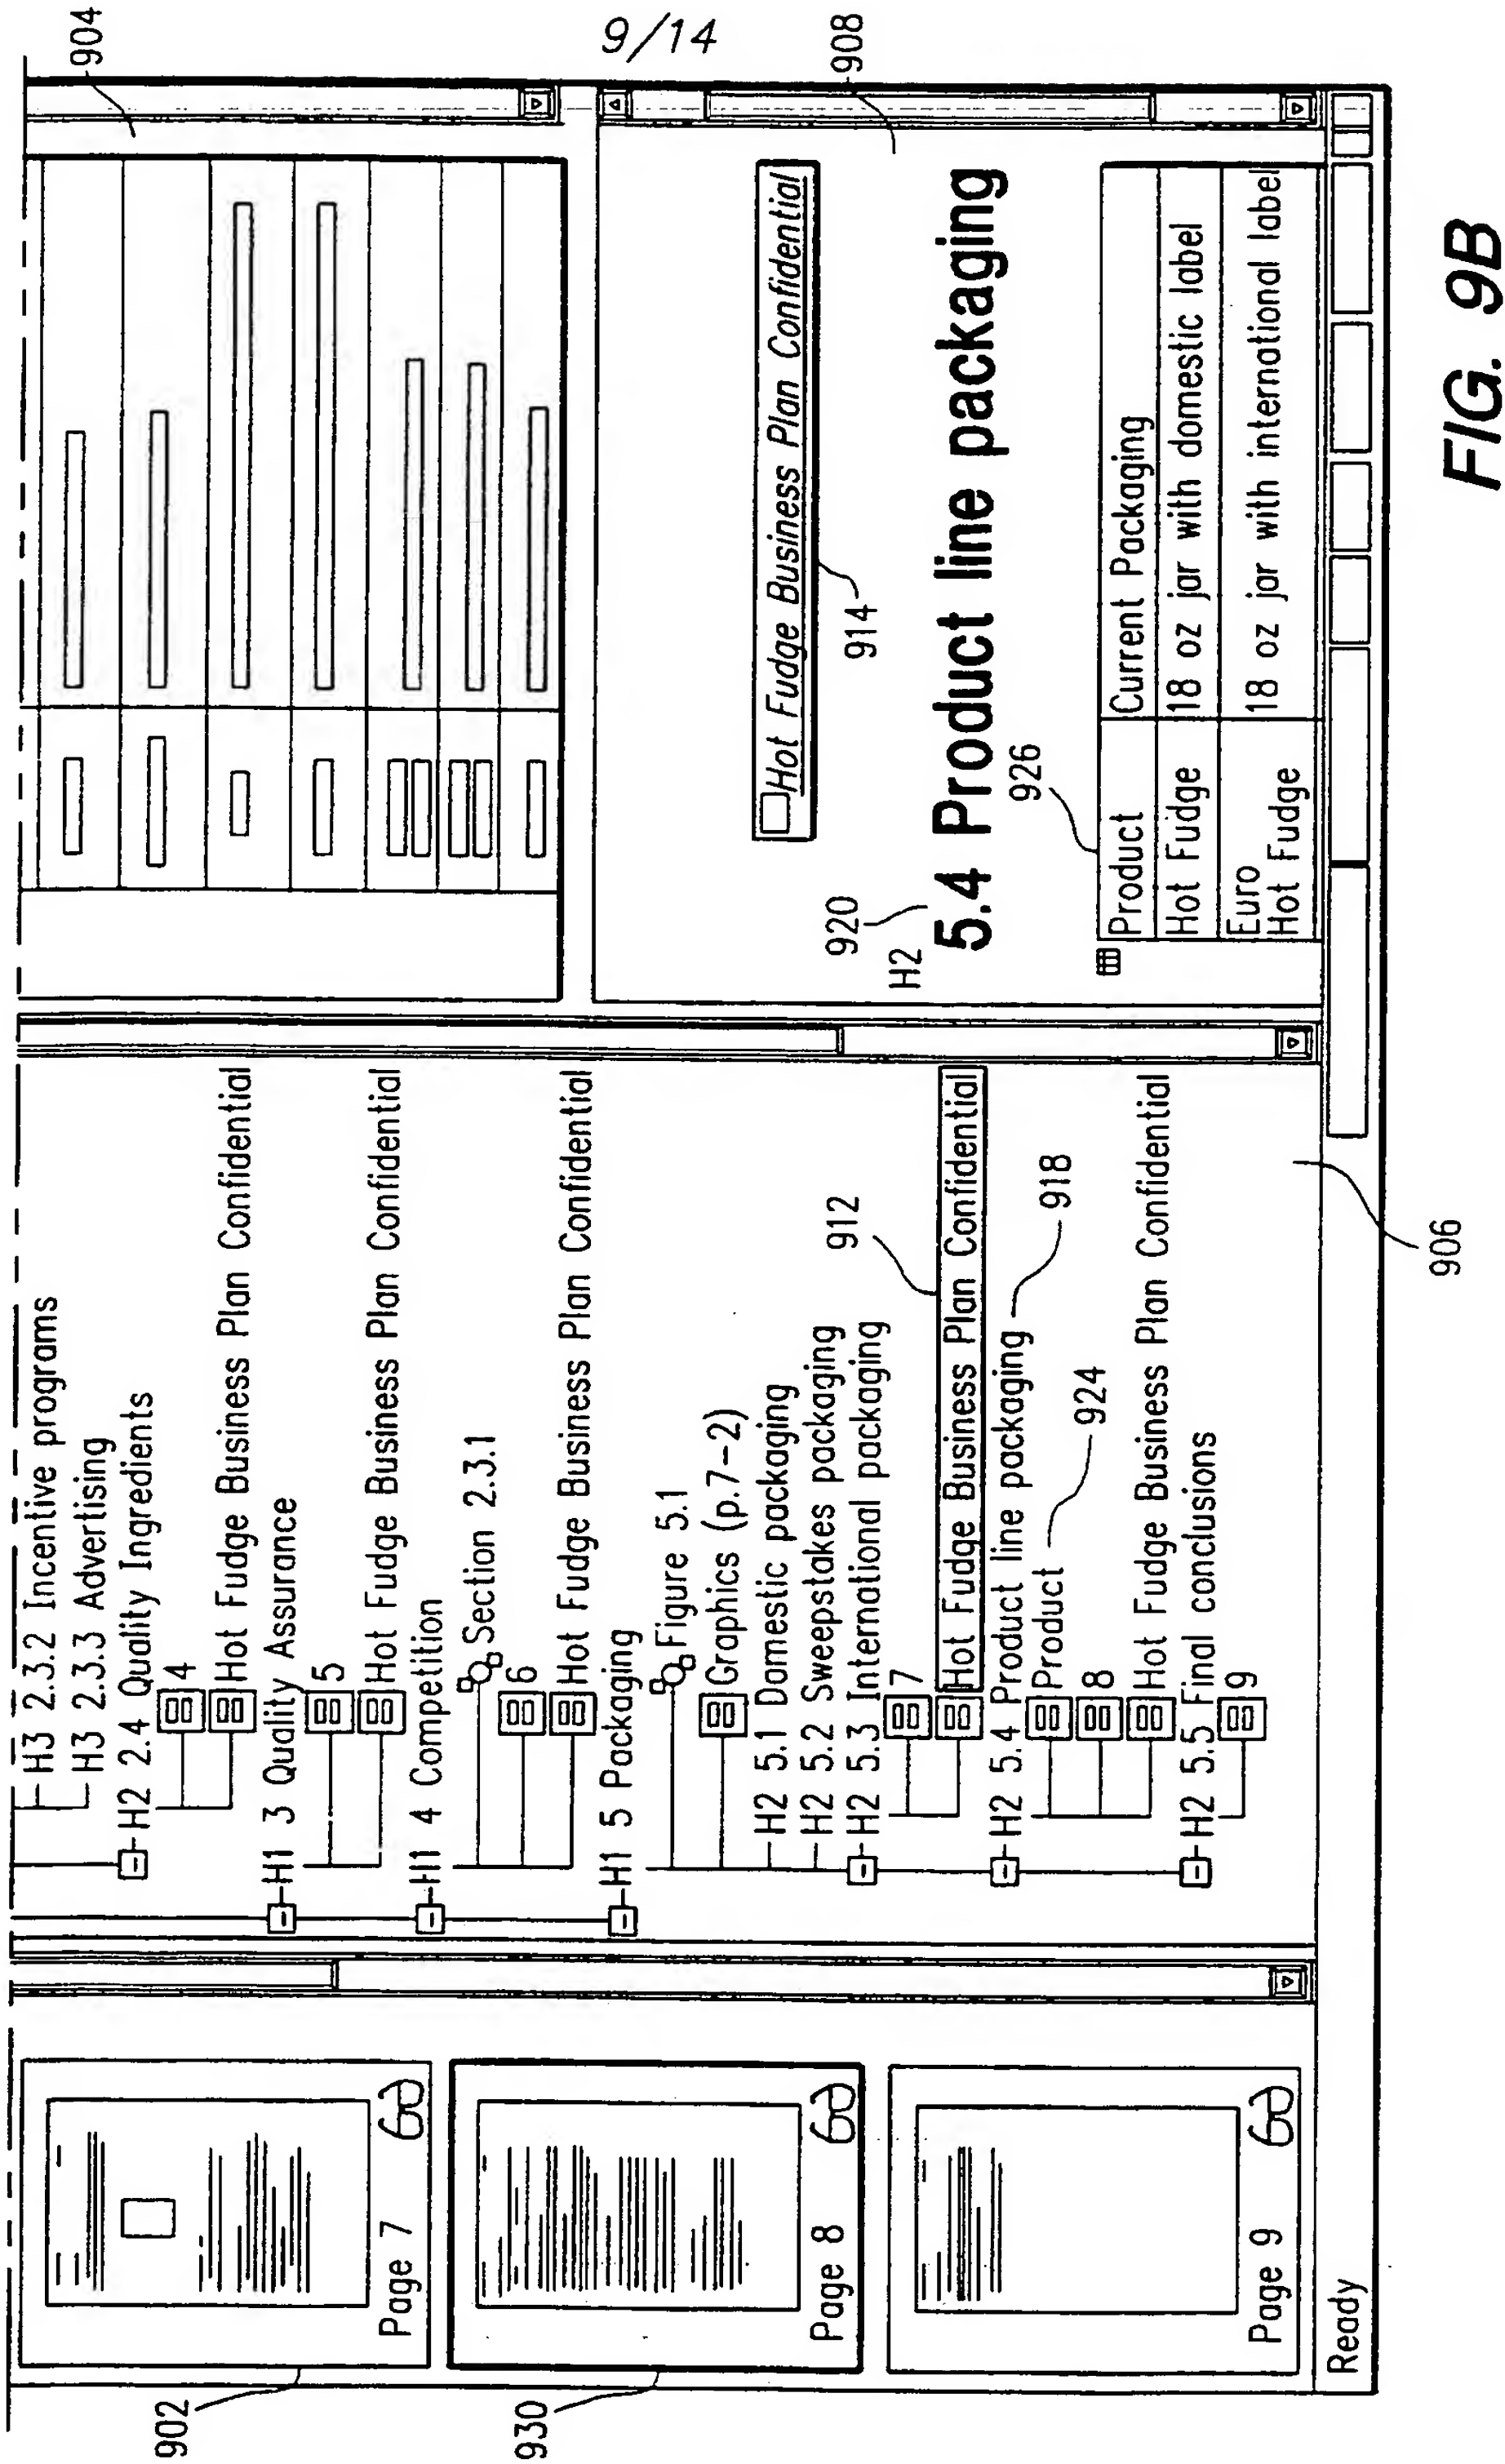 9/14
902
Page 7
930
Page 8
Page 9
Ready
H3 2.3.2 Incentive programs
H3 2.3.3 Advertising
H2 2.4 Quality Ingredients
4
Hot Fudge Business Plan Confidential
H1 3 Quality Assurance
5
Hot Fudge Business Plan Confidential
H1 4 Competition
Section 2.3.1
6
Hot Fudge Business Plan Confidential
H1 5 Packaging
Figure 5.1
Graphics (p.7-2)
H2 5.1 Domestic packaging
H2 5.2 Sweepstakes packaging
H2 5.3 International packaging
7
912
Hot Fudge Business Plan Confidential
H2 5.4 Product line packaging
918
Product
924
8
Hot Fudge Business Plan Confidential
H2 5.5 Final conclusions
9
906
904
908
Hot Fudge Business Plan Confidential
914
920
H2
5.4 Product line packaging
926
Product Current Packaging
Hot Fudge 18 oz jar with domestic label
Euro
Hot Fudge 18 oz jar with international label
FIG. 9B